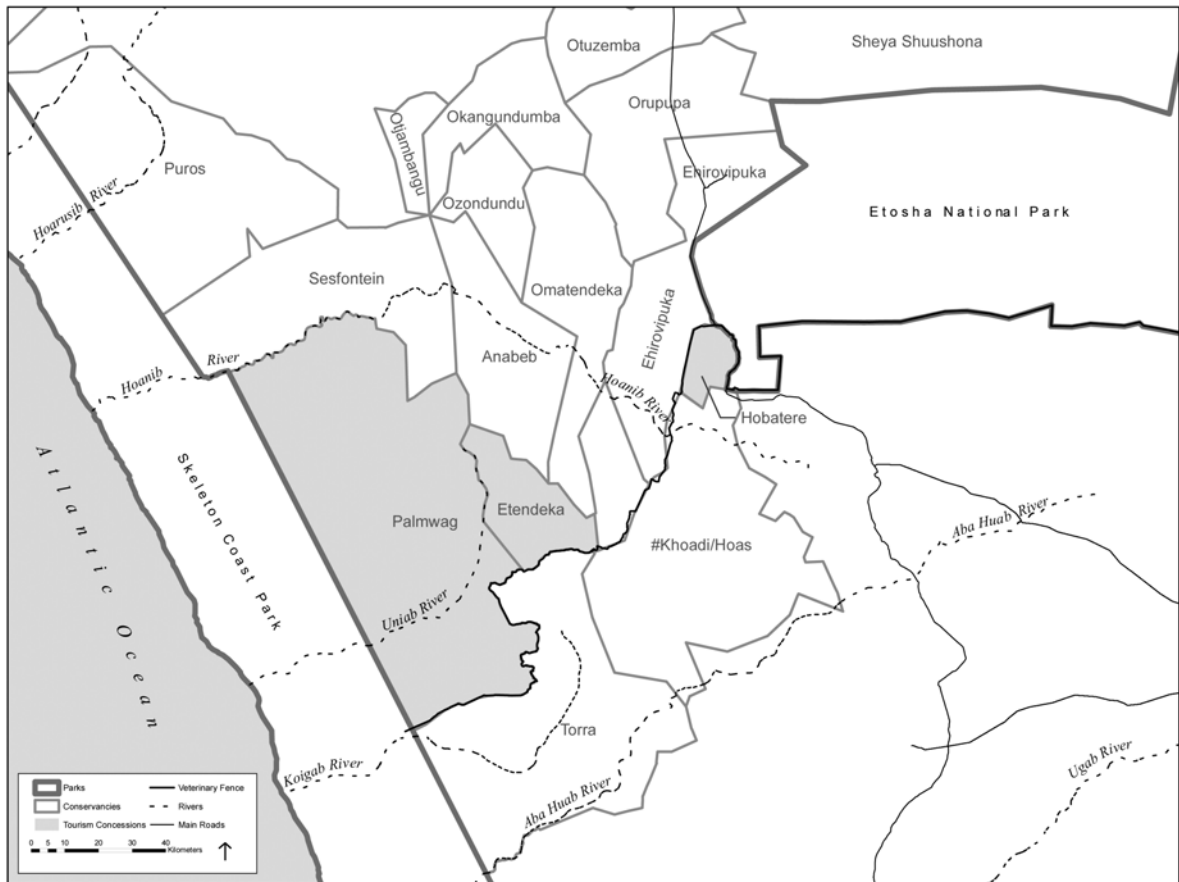 Otuzemba
Sheya Shuushona
Okangundumba
Orupupa
Otjambangu
Puros
Ehirovipuka
Ozondundu
Hoarusib River
Etosha National Park
Sesfontein
Omatendeka
Ehirovipuka
Anabeb
River
Hoanib
Hoanib River
Hobatere
Atlantic Ocean
Skeleton Coast Park
Palmwag
Etendeka
#Khoadi/Hoas
Aba Huab River
Uniab River
Torra
Koigab River
Aba Huab River
Ugab River
Parks
Veterinary Fence
Conservancies
Rivers
Tourism Concessions
Main Roads
0 5 10 20 30 40
Kilometers